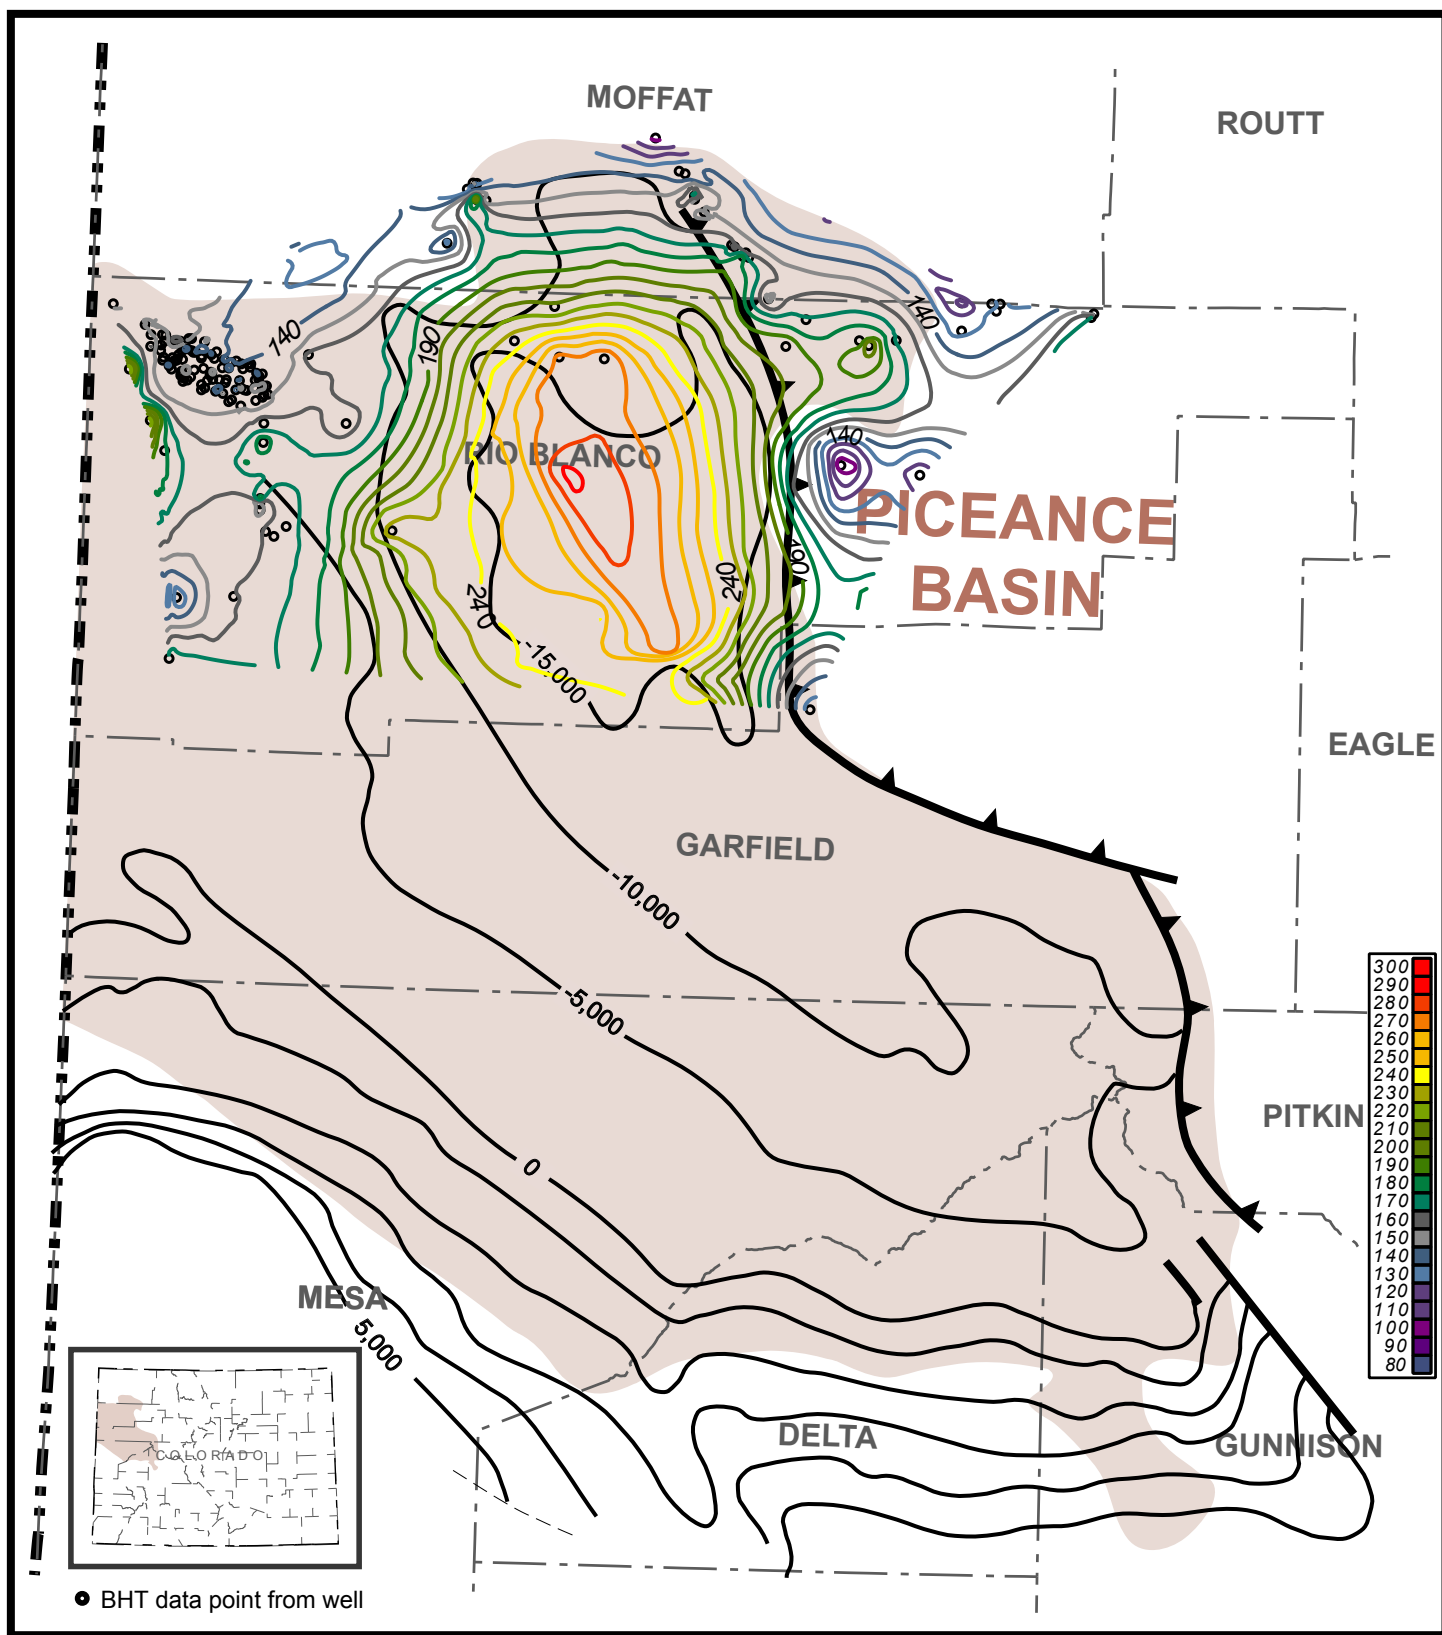 MOFFAT
ROUTT
140
190
140
RIO BLANCO
140
PICEANCE
BASIN
190
240
240
-15,000
EAGLE
GARFIELD
-10,000
-5,000
300
290
280
270
260
250
240
230
220
210
200
190
180
170
160
150
140
130
120
110
100
90
80
PITKIN
0
MESA
5,000
DELTA
GUNNISON
COLORADO
BHT data point from well